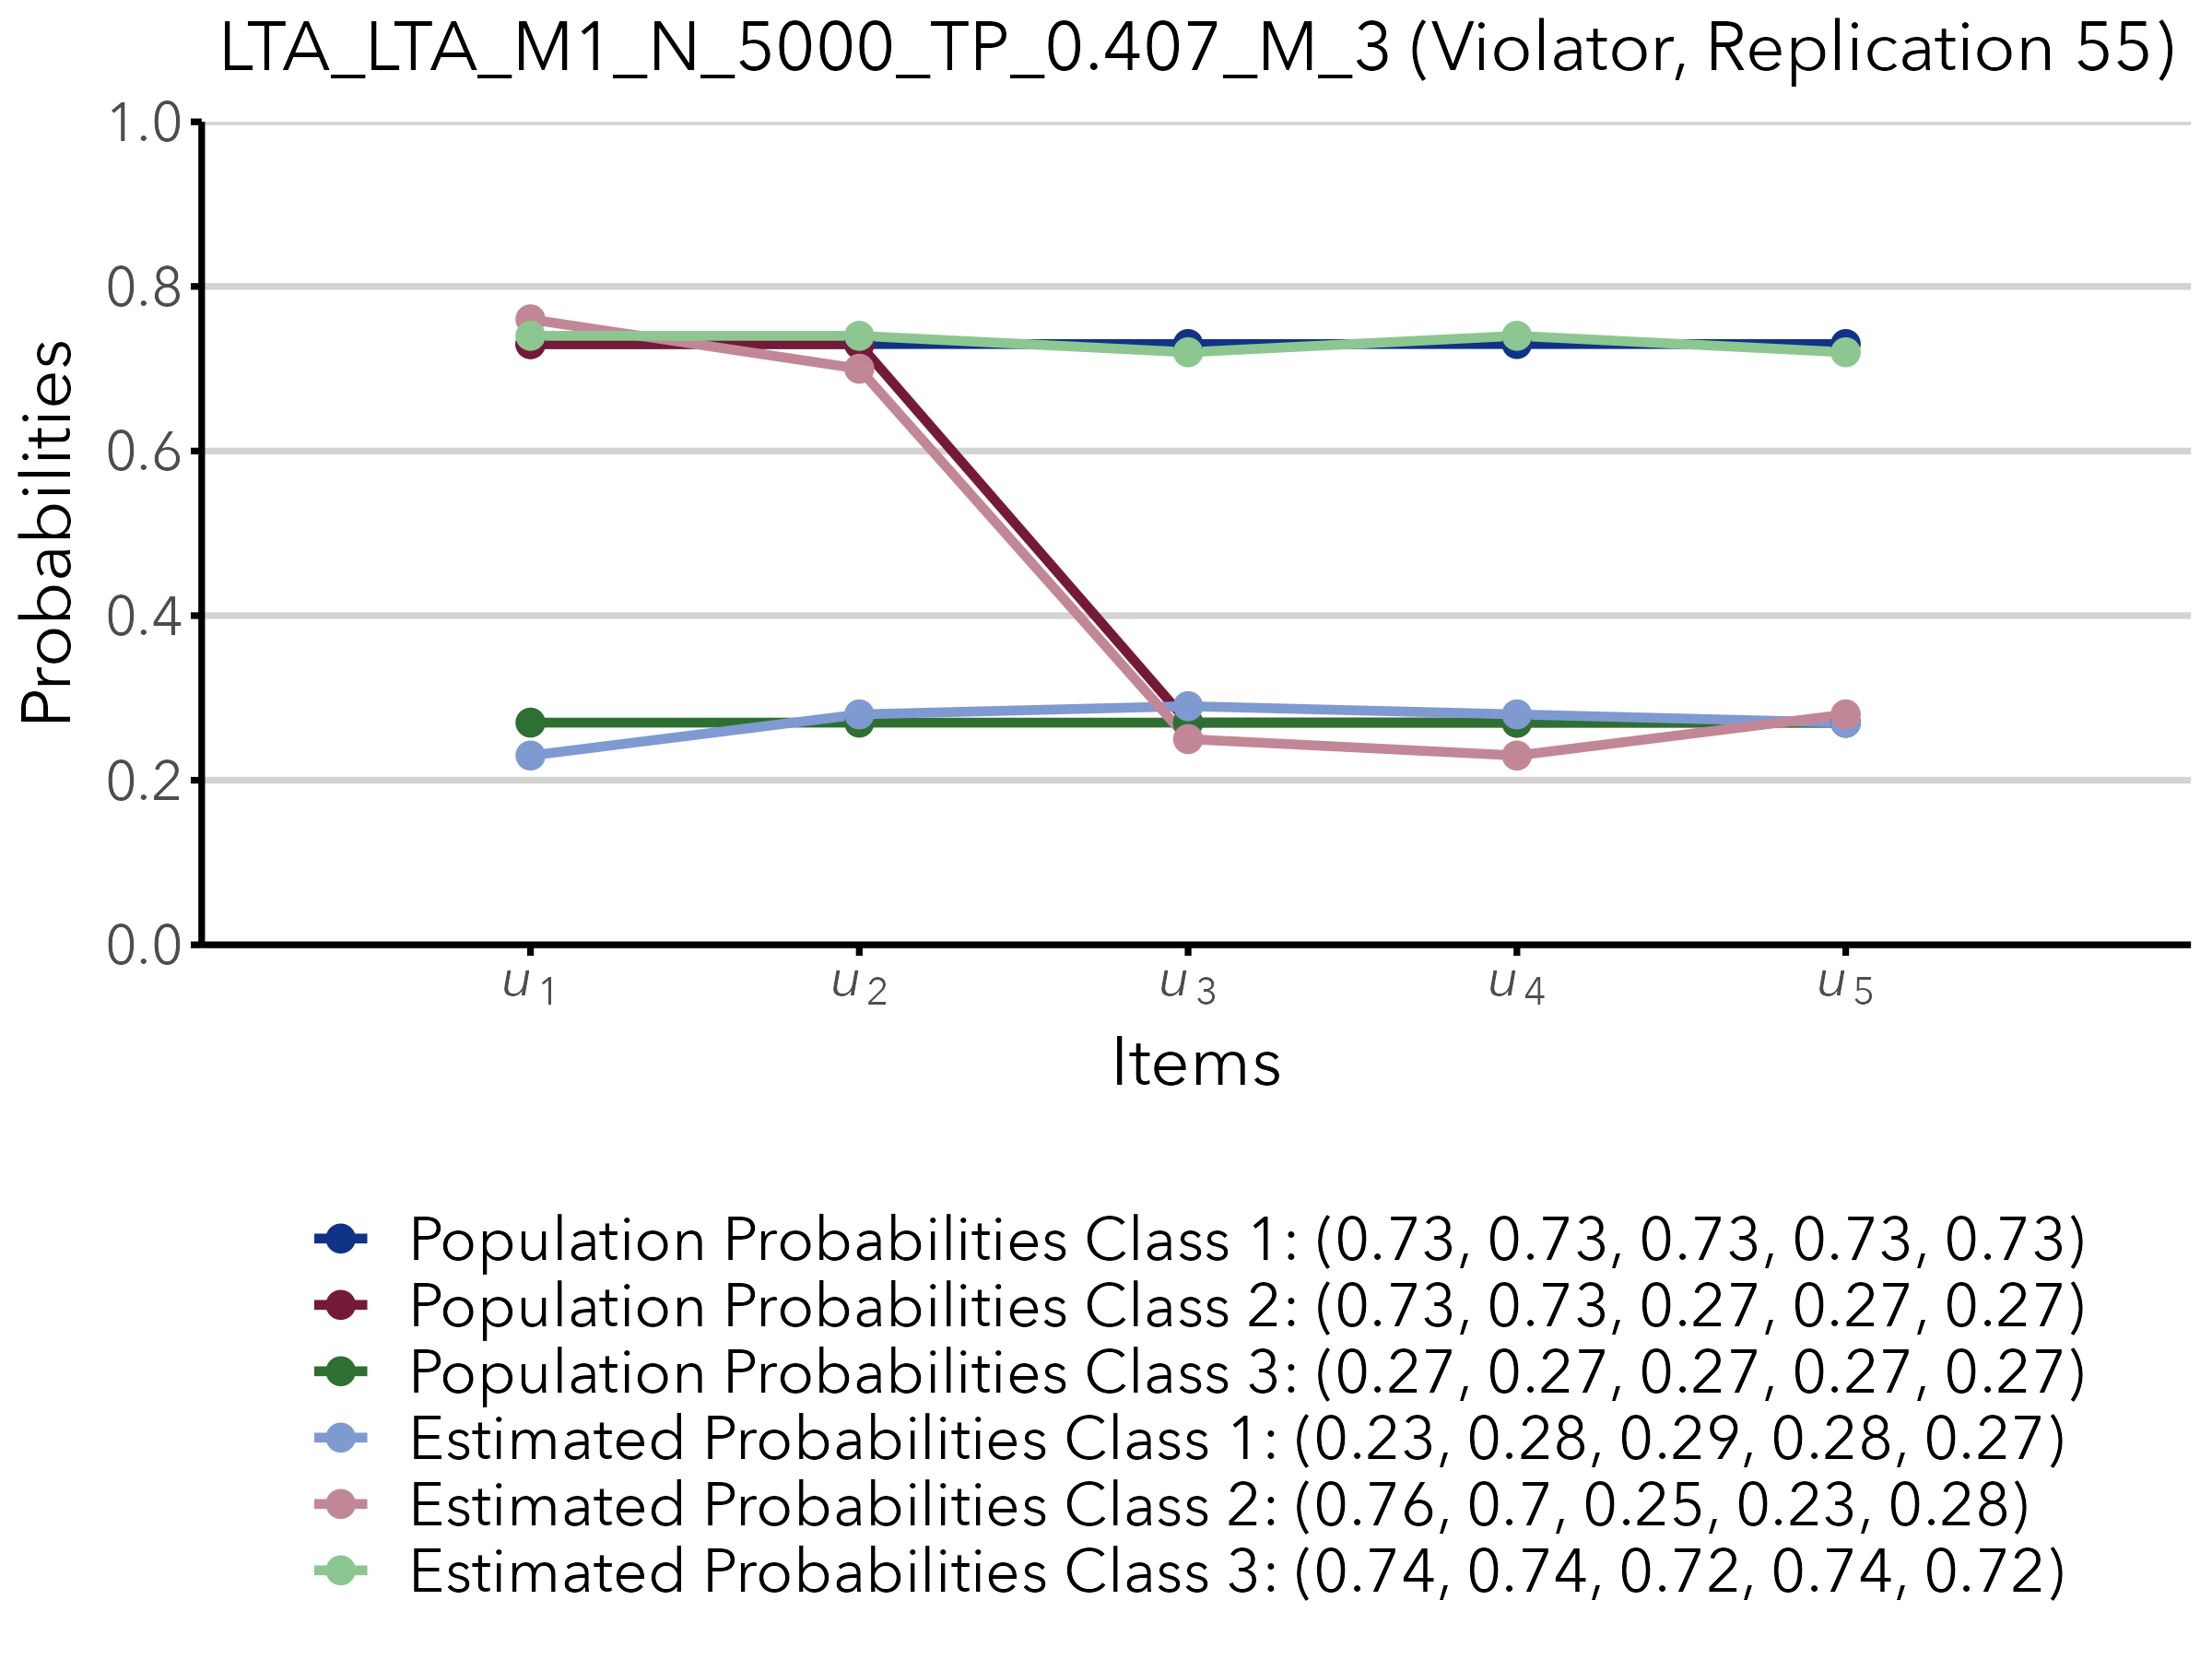 LTA_LTA_M1_N_5000_TP_0.407_M_3 (Violator, Replication 55)
1.0
0.8
0.6
0.4
0.2
0.0
Probabilities
u1 u2 u3 u4 u5
Items
Population Probabilities Class 1: (0.73, 0.73, 0.73, 0.73, 0.73)
Population Probabilities Class 2: (0.73, 0.73, 0.27, 0.27, 0.27)
Population Probabilities Class 3: (0.27, 0.27, 0.27, 0.27, 0.27)
Estimated Probabilities Class 1: (0.23, 0.28, 0.29, 0.28, 0.27)
Estimated Probabilities Class 2: (0.76, 0.7, 0.25, 0.23, 0.28)
Estimated Probabilities Class 3: (0.74, 0.74, 0.72, 0.74, 0.72)